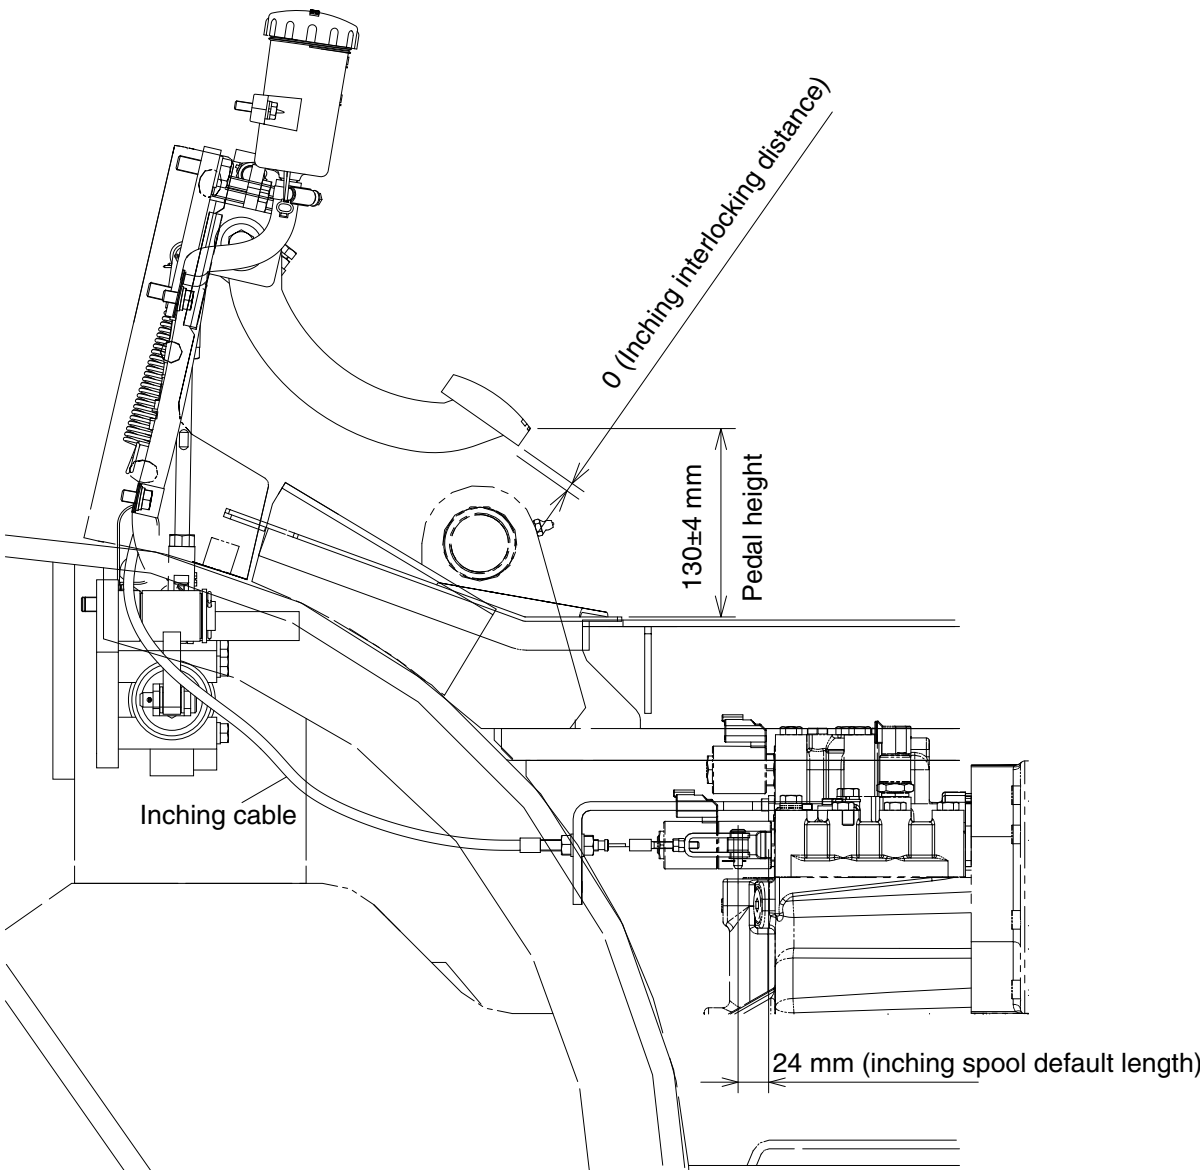 0 (Inching interlocking distance)
130±4 mm
Pedal height
Inching cable
24 mm (inching spool default length)